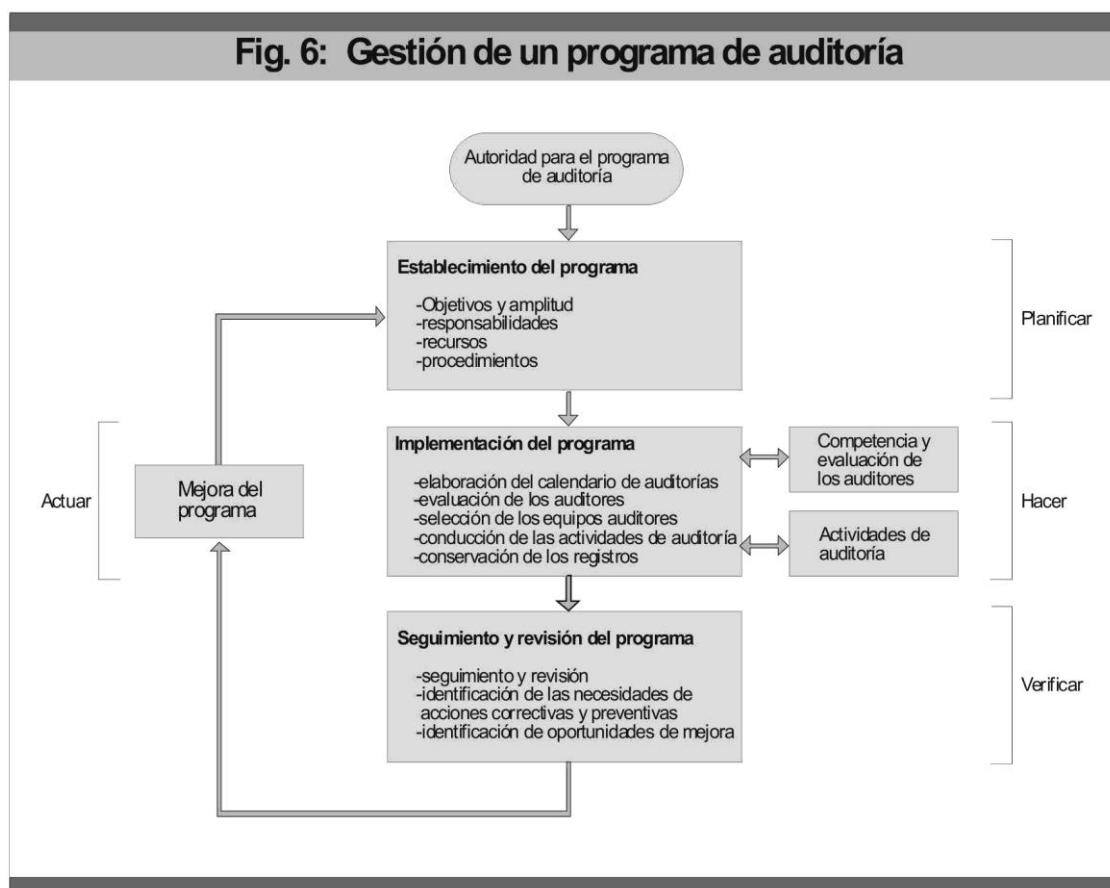 Fig. 6: Gestión de un programa de auditoría
Autoridad para el programa
de auditoría
Establecimiento del programa
-Objetivos y amplitud
-responsabilidades
-recursos
-procedimientos
Planificar
Implementación del programa
-elaboración del calendario de auditorías
-evaluación de los auditores
-selección de los equipos auditores
-conducción de las actividades de auditoría
-conservación de los registros
Competencia y
evaluación de
los auditores
Actividades de
auditoría
Hacer
Actuar
Mejora del
programa
Seguimiento y revisión del programa
-seguimiento y revisión
-identificación de las necesidades de
acciones correctivas y preventivas
-identificación de oportunidades de mejora
Verificar